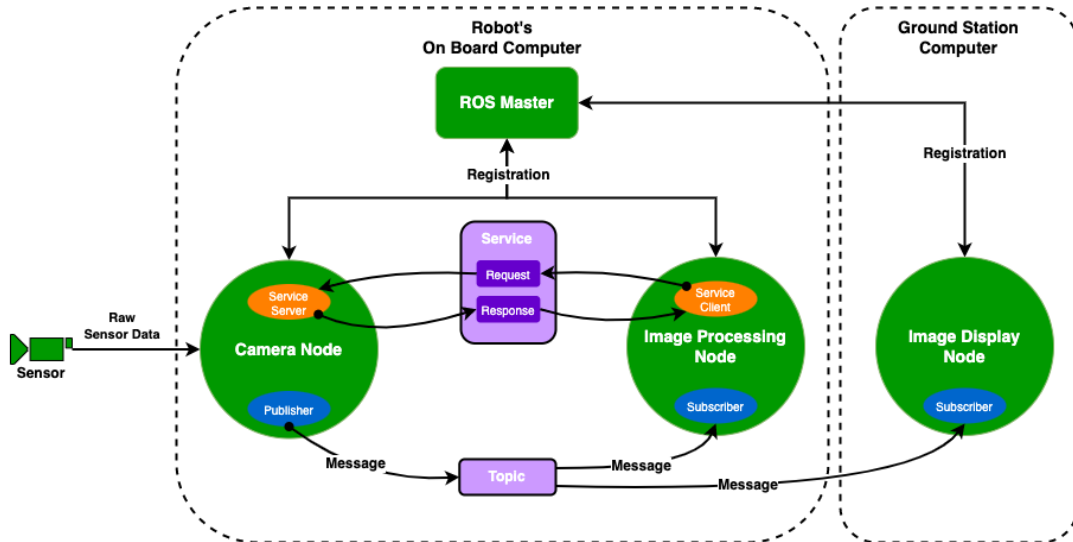 Robot's
On Board Computer
Ground Station
Computer
ROS Master
Registration
Registration
Service
Request
Response
Service
Server
Service
Client
Raw
Sensor Data
Sensor
Camera Node
Image Processing
Node
Image Display
Node
Publisher
Subscriber
Subscriber
Message
Topic
Message
Message